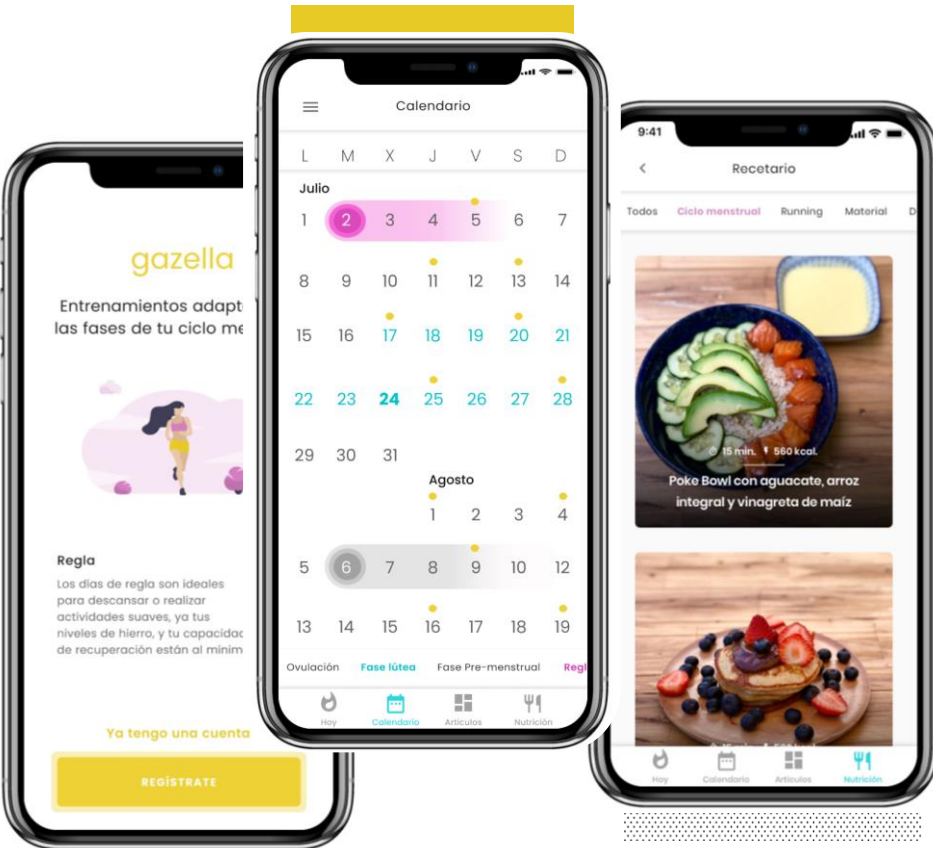 gazella
Entrenamientos adapt
las fases de tu ciclo me
Regla
Los días de regla son ideales
para descansar o realizar
actividades suaves, ya tus
niveles de hierro, y tu capacidad
de recuperación están al mínim
Ya tengo una cuenta
REGÍSTRATE
Calendario
L M X J V S D
Julio
1 2 3 4 5 6 7
8 9 10 11 12 13 14
15 16 17 18 19 20 21
22 23 24 25 26 27 28
29 30 31
Agosto
1 2 3 4
5 6 7 8 9 10 12
13 14 15 16 17 18 19
Ovulación Fase lútea Fase Pre-menstrual Regl
Hoy Calendario Artículos Nutrición
9:41
Recetario
Todos Ciclo menstrual Running Material D
15 min. 560 kcal.
Poke Bowl con aguacate, arroz
integral y vinagreta de maíz
Hoy Calendario Artículos Nutrición